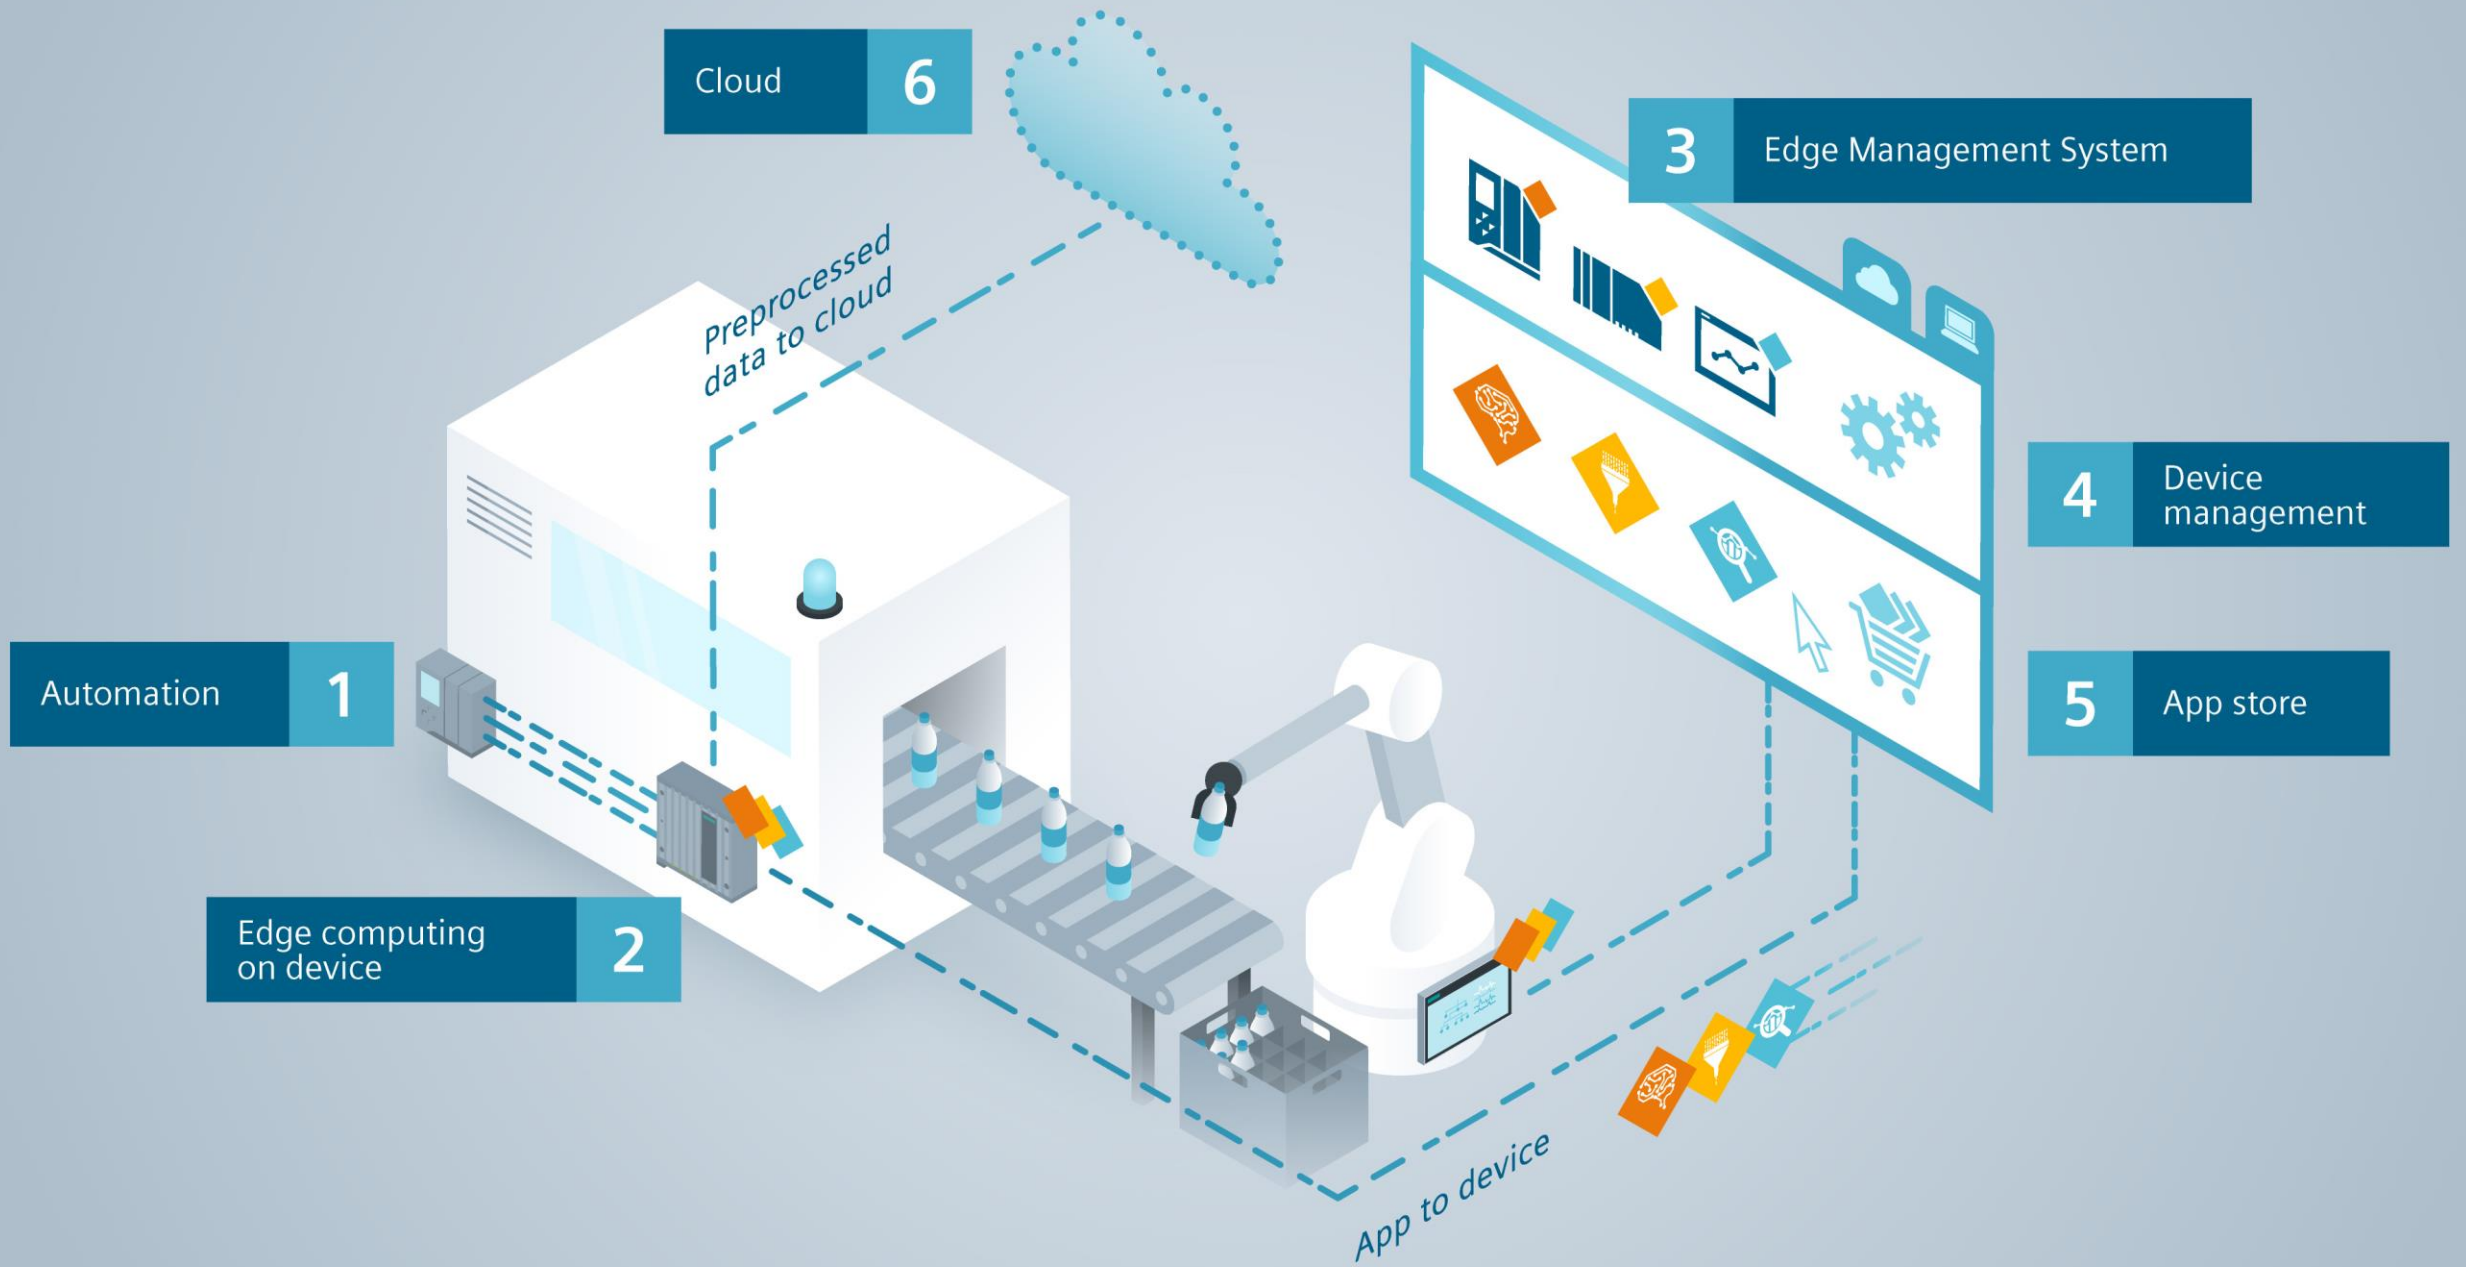 Cloud
6
3
Edge Management System
Preprocessed
data to cloud
4
Device
management
Automation
1
5
App store
Edge computing
on device
2
App to device